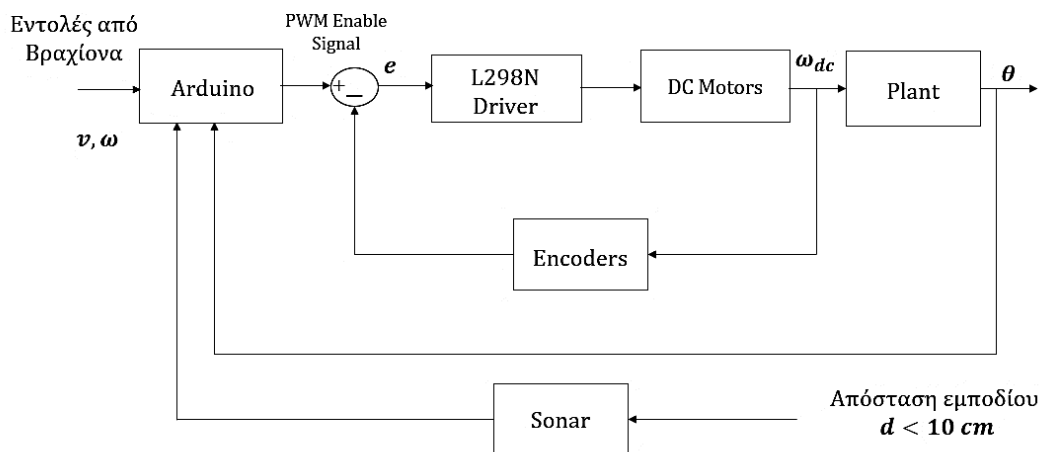 Εντολές από
Βραχίονα
v, ω
Arduino
PWM Enable
Signal
+
−
e
L298N
Driver
DC Motors
ω_dc
Plant
θ
Encoders
Sonar
Απόσταση εμποδίου
d < 10 cm